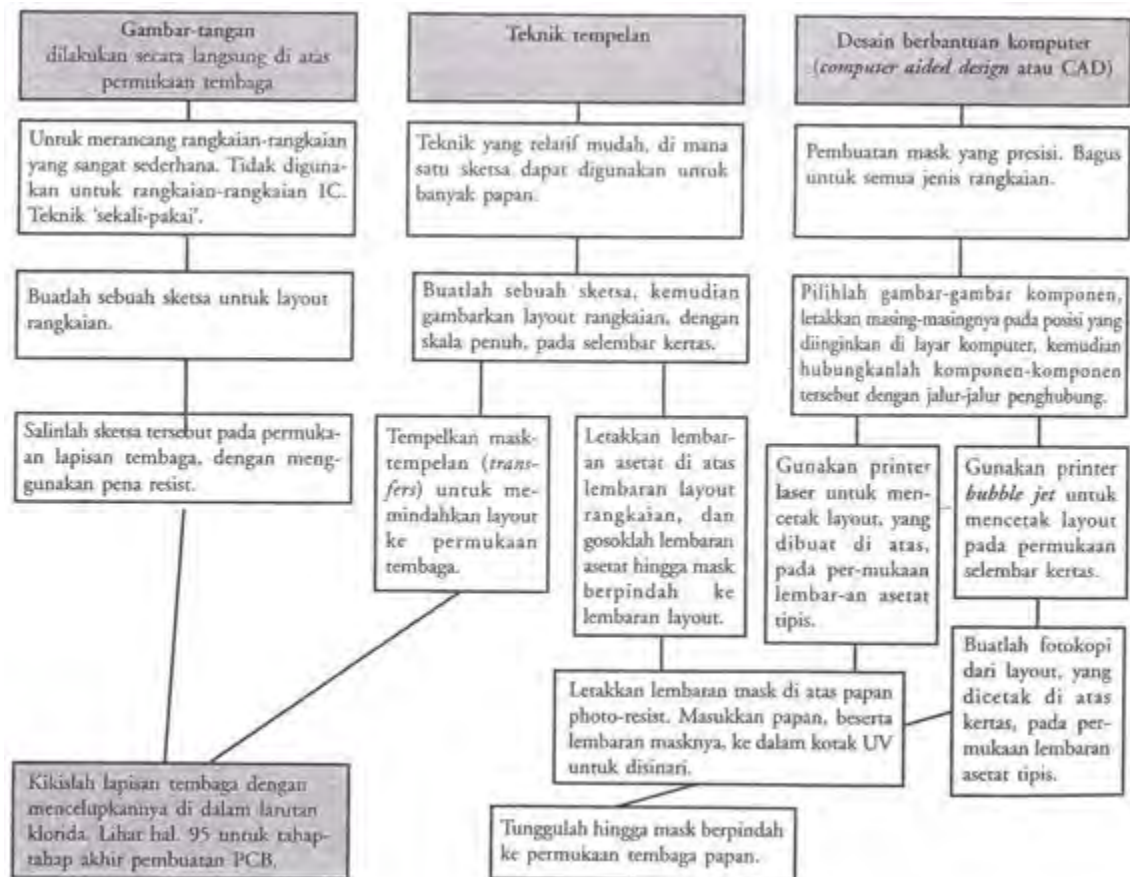 Gambar-tangan
dilakukan secara langsung di atas
permukaan tembaga
Untuk merancang rangkaian-rangkaian
yang sangat sederhana. Tidak diguna-
kan untuk rangkaian-rangkaian IC.
Teknik 'sekali-pakai'.
Buatlah sebuah sketsa untuk layout
rangkaian.
Salinlah sketsa tersebut pada permuka-
an lapisan tembaga, dengan meng-
gunakan pena resist.
Kikislah lapisan tembaga dengan
mencelupkannya di dalam larutan
klorida. Lihat hal. 95 untuk tahap-
tahap akhir pembuatan PCB.
Teknik tempelan
Teknik yang relatif mudah, di mana
satu sketsa dapat digunakan untuk
banyak papan.
Buatlah sebuah sketsa, kemudian
gambarkan layout rangkaian, dengan
skala penuh, pada selembar kertas.
Tempelkan mask-
tempelan (trans-
fers) untuk me-
mindahkan layout
ke permukaan
tembaga.
Letakkan lembar-
an asetat di atas
lembaran layout
rangkaian, dan
gosoklah lembaran
asetat hingga mask
berpindah ke
lembaran layout.
Desain berbantuan komputer
(computer aided design atau CAD)
Pembuatan mask yang presisi. Bagus
untuk semua jenis rangkaian.
Pilihlah gambar-gambar komponen,
letakkan masing-masingnya pada posisi yang
diinginkan di layar komputer, kemudian
hubungkanlah komponen-komponen
tersebut dengan jalur-jalur penghubung.
Gunakan printer
laser untuk men-
cetak layout, yang
dibuat di atas,
pada per-mukaan
lembar-an asetat
tipis.
Gunakan printer
bubble jet untuk
mencetak layout
pada permukaan
selembar kertas.
Buatlah fotokopi
dari layout, yang
dicetak di atas
kertas, pada per-
mukaan lembaran
asetat tipis.
Letakkan lembaran mask di atas papan
photo-resist. Masukkan papan, beserta
lembaran masknya, ke dalam kotak UV
untuk disinari.
Tunggulah hingga mask berpindah
ke permukaan tembaga papan.